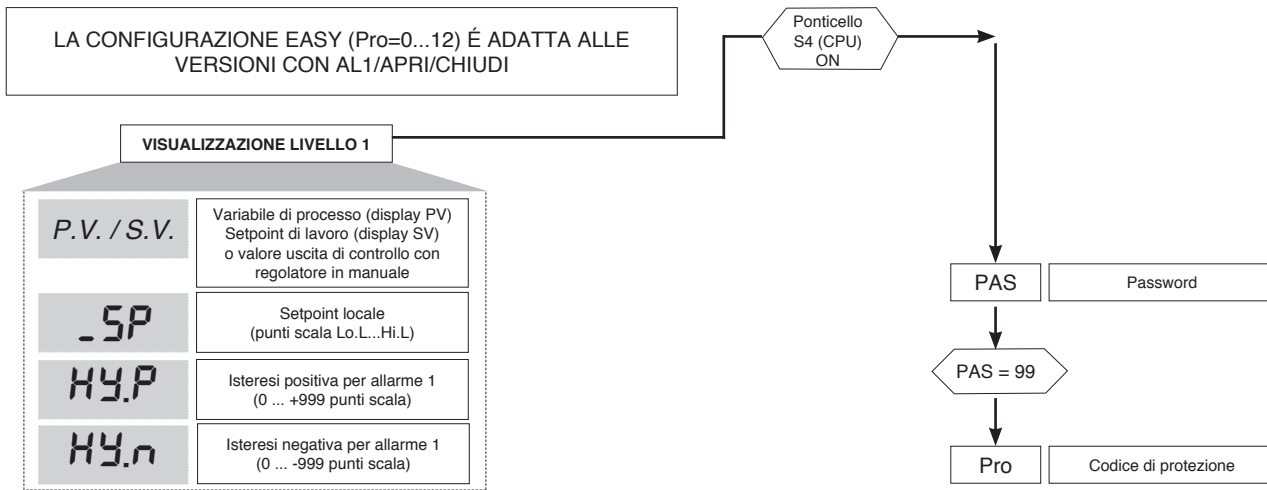 LA CONFIGURAZIONE EASY (Pro=0...12) É ADATTA ALLE
VERSIONI CON AL1/APRI/CHIUDI
Ponticello
S4 (CPU)
ON
VISUALIZZAZIONE LIVELLO 1
P.V. / S.V.
Variabile di processo (display PV)
Setpoint di lavoro (display SV)
o valore uscita di controllo con
regolatore in manuale
_SP
Setpoint locale
(punti scala Lo.L...Hi.L)
HY.P
Isteresi positiva per allarme 1
(0 ... +999 punti scala)
HY.n
Isteresi negativa per allarme 1
(0 ... -999 punti scala)
PAS
Password
PAS = 99
Pro
Codice di protezione